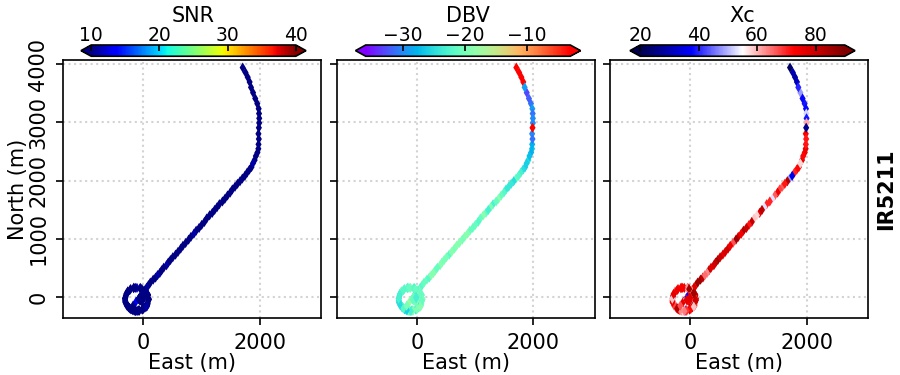 SNR
DBV
Xc
10 20 30 40
−30 −20 −10
20 40 60 80
North (m)
4000
3000
2000
1000
0
0 2000
0 2000
0 2000
East (m)
East (m)
East (m)
IR5211